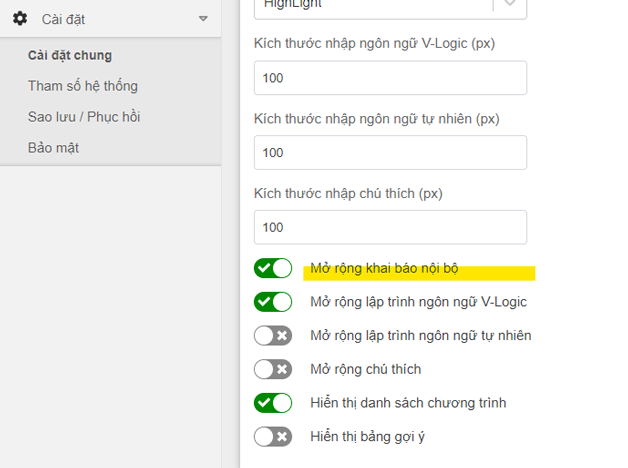 Cài đặt
Cài đặt chung
Tham số hệ thống
Sao lưu / Phục hồi
Bảo mật
HighLight
Kích thước nhập ngôn ngữ V-Logic (px)
100
Kích thước nhập ngôn ngữ tự nhiên (px)
100
Kích thước nhập chú thích (px)
100
Mở rộng khai báo nội bộ
Mở rộng lập trình ngôn ngữ V-Logic
Mở rộng lập trình ngôn ngữ tự nhiên
Mở rộng chú thích
Hiển thị danh sách chương trình
Hiển thị bảng gợi ý